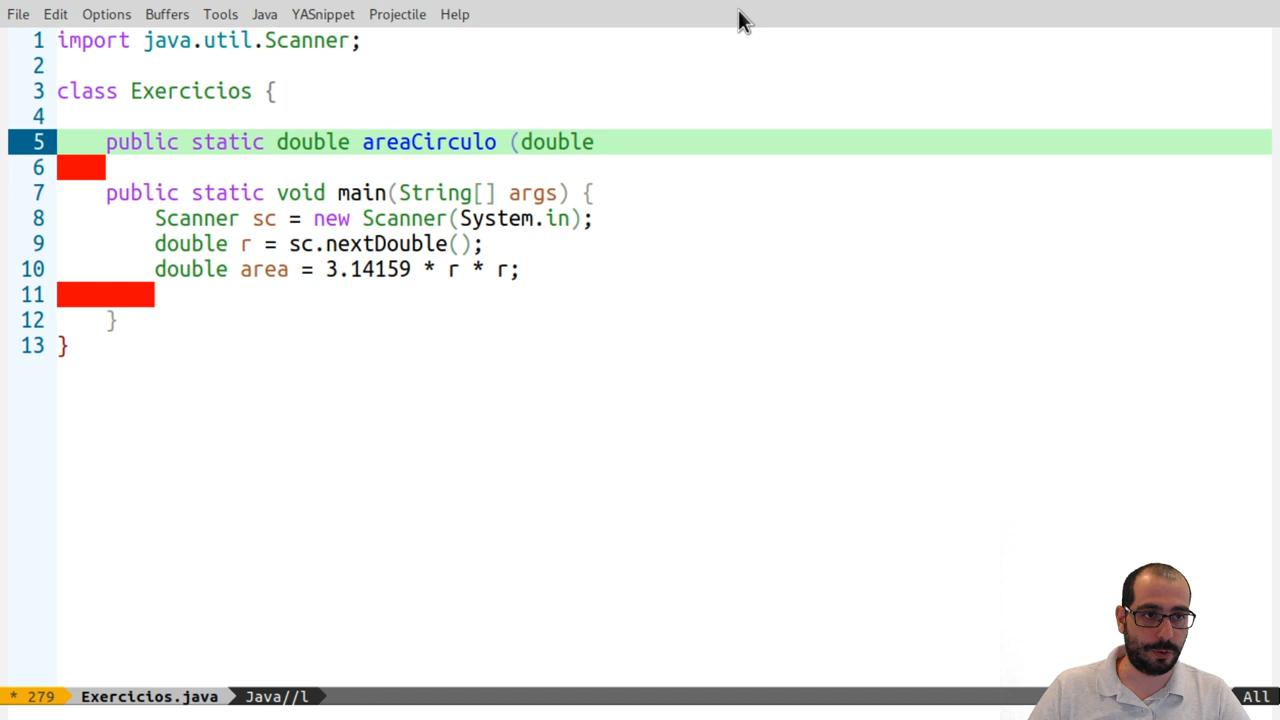 File Edit Options Buffers Tools Java YASnippet Projectile Help
1 import java.util.Scanner;
2
3 class Exercicios {
4
5 public static double areaCirculo (double
6
7 public static void main(String[] args) {
8 Scanner sc = new Scanner(System.in);
9 double r = sc.nextDouble();
10 double area = 3.14159 * r * r;
11
12 }
13 }
* 279 Exercicios.java Java//l All